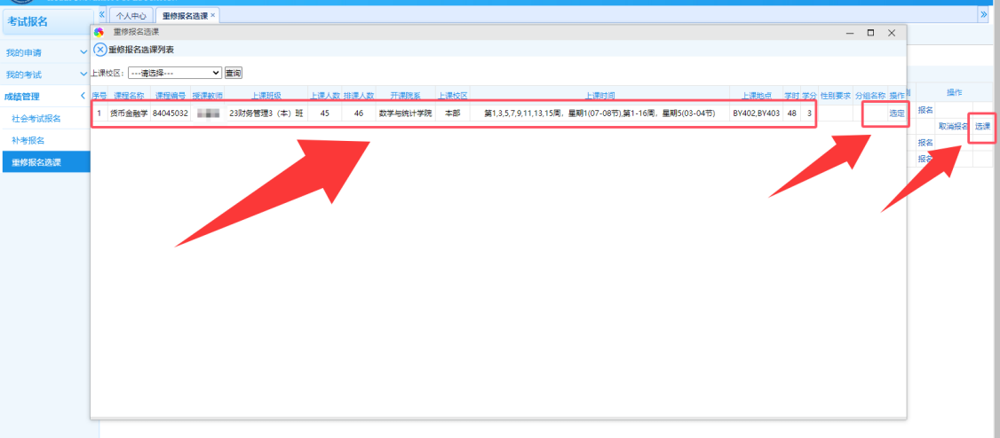 考试报名
我的申请
我的考试
成绩管理
社会考试报名
补考报名
重修报名选课
个人中心 重修报名选课 ×
重修报名选课
重修报名选课列表
上课校区: ---请选择--- 查询
序号 课程名称 课程编号 授课教师 上课班级 上课人数 排课人数 开课院系 上课校区 上课时间 上课地点 学时 学分 性别要求 分组名称 操作
1 货币金融学 84045032 23财务管理3（本）班 45 46 数学与统计学院 本部 第1,3,5,7,9,11,13,15周，星期1(07-08节),第1-16周，星期5(03-04节) BY402,BY403 48 3 选定
操作
报名
取消报名 选课
报名
报名